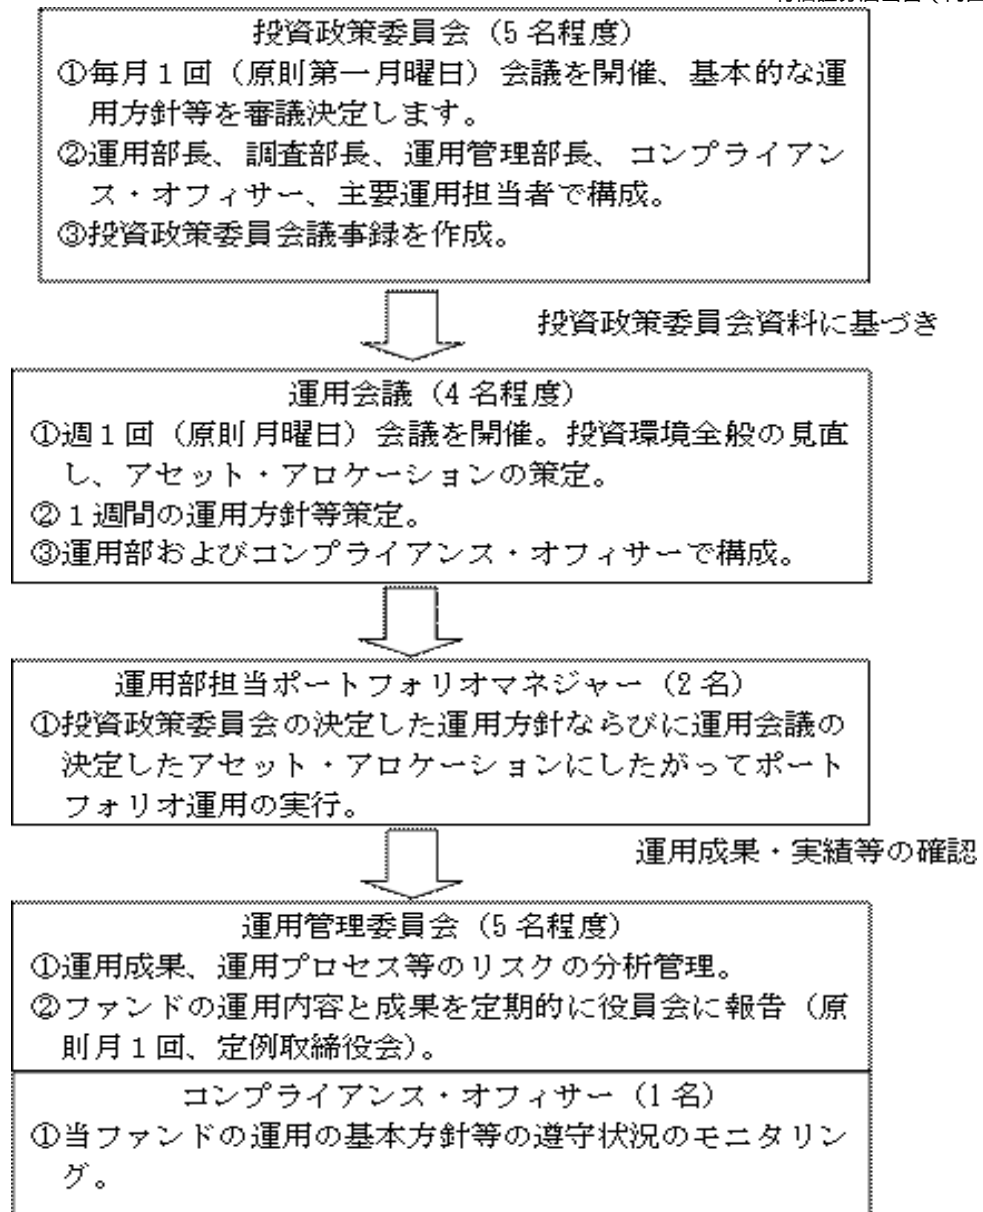 投資政策委員会（5名程度）
①毎月１回（原則第一月曜日）会議を開催、基本的な運
用方針等を審議決定します。
②運用部長、調査部長、運用管理部長、コンプライアン
ス・オフィサー、主要運用担当者で構成。
③投資政策委員会議事録を作成。
投資政策委員会資料に基づき
運用会議（4名程度）
①週１回（原則月曜日）会議を開催。投資環境全般の見直
し、アセット・アロケーションの策定。
②１週間の運用方針等策定。
③運用部およびコンプライアンス・オフィサーで構成。
運用部担当ポートフォリオマネジャー（2名）
①投資政策委員会の決定した運用方針ならびに運用会議の
決定したアセット・アロケーションにしたがってポート
フォリオ運用の実行。
運用成果・実績等の確認
運用管理委員会（5名程度）
①運用成果、運用プロセス等のリスクの分析管理。
②ファンドの運用内容と成果を定期的に役員会に報告（原
則月１回、定例取締役会）。
コンプライアンス・オフィサー（1名）
①当ファンドの運用の基本方針等の遵守状況のモニタリン
グ。